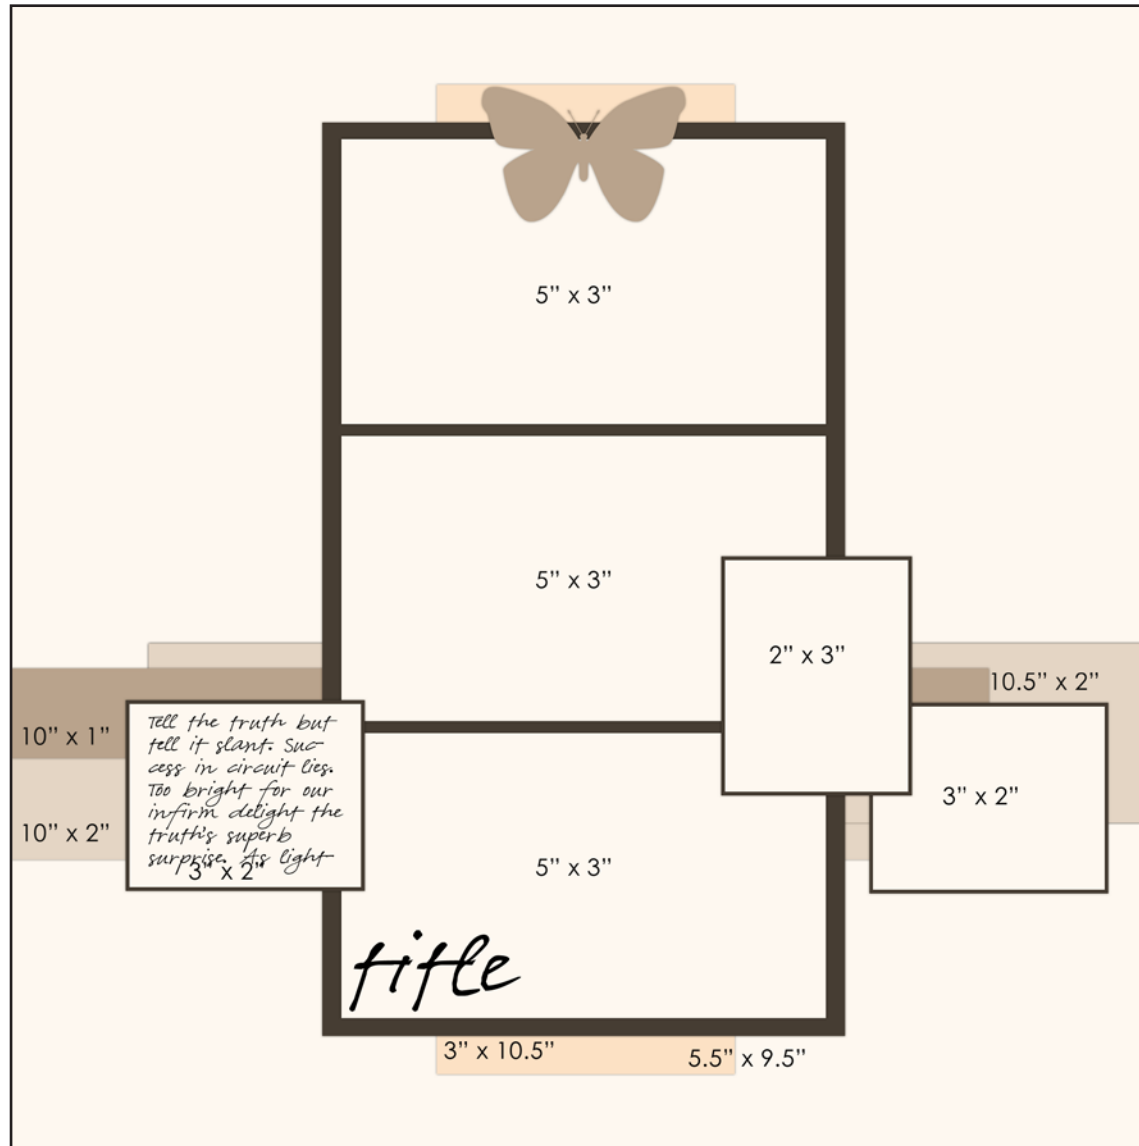 5” x 3”
5” x 3”
2” x 3”
10.5” x 2”
10” x 1”
Tell the truth but
tell it slant. Suc-
cess in circuit lies.
Too bright for our
infirm delight the
truth's superb
surprise. As light
3” x 2”
3” x 2”
10” x 2”
5” x 3”
title
3” x 10.5”
5.5” x 9.5”